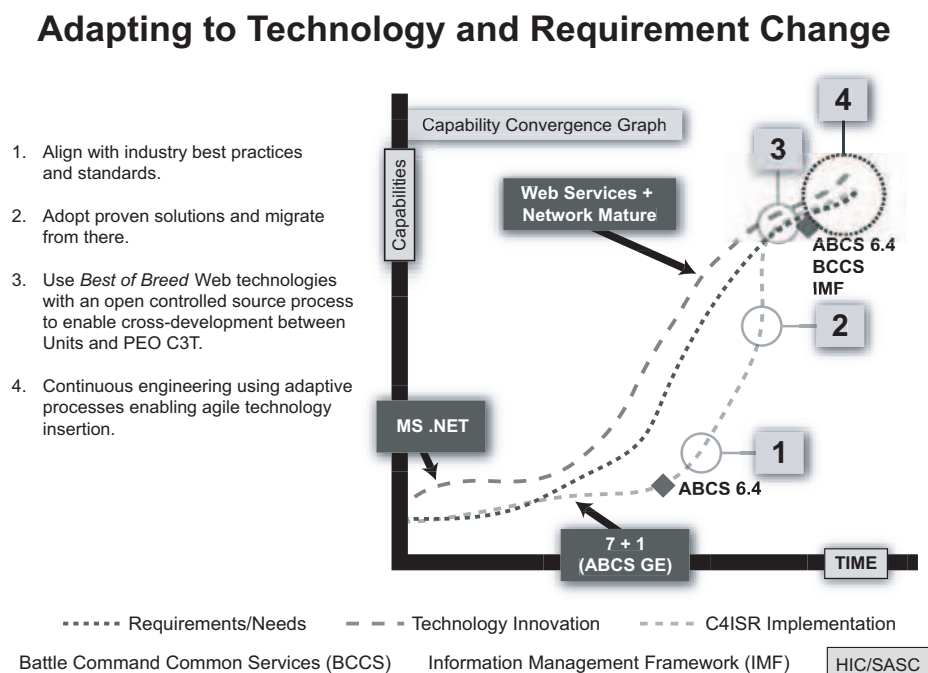 Adapting to Technology and Requirement Change
1. Align with industry best practices
and standards.
2. Adopt proven solutions and migrate
from there.
3. Use Best of Breed Web technologies
with an open controlled source process
to enable cross-development between
Units and PEO C3T.
4. Continuous engineering using adaptive
processes enabling agile technology
insertion.
Capability Convergence Graph
Capabilities
4
3
Web Services +
Network Mature
ABCS 6.4
BCCS
IMF
2
MS .NET
1
ABCS 6.4
7 + 1
(ABCS GE)
TIME
Requirements/Needs
Technology Innovation
C4ISR Implementation
Battle Command Common Services (BCCS)
Information Management Framework (IMF)
HIC/SASC